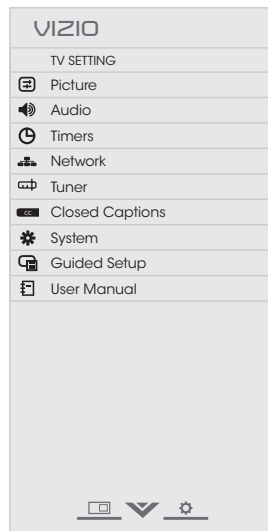 VIZIO
TV SETTING
Picture
Audio
Timers
Network
Tuner
CC Closed Captions
System
Guided Setup
User Manual